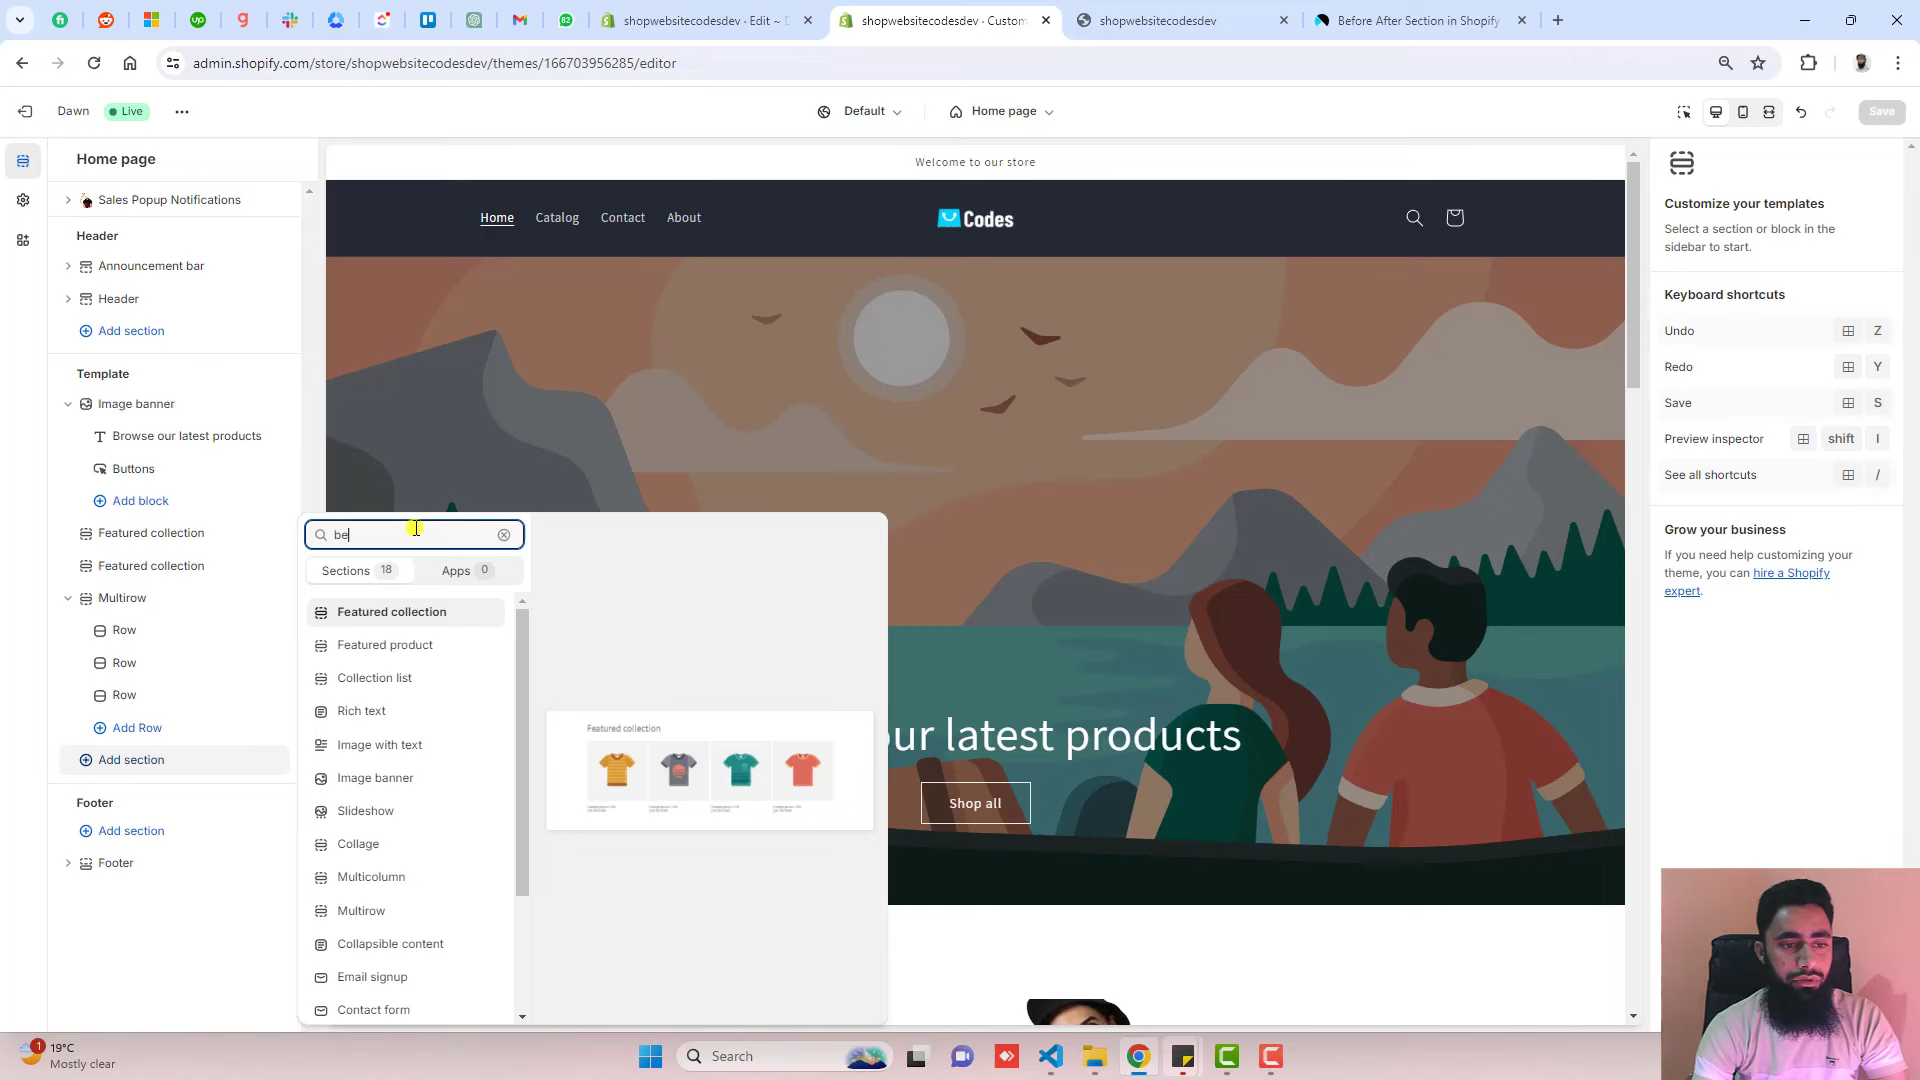 shopwebsitecodesdev · Edit ~ D
shopwebsitecodesdev · Custom
shopwebsitecodesdev
Before After Section in Shopify
admin.shopify.com/store/shopwebsitecodesdev/themes/166703956285/editor
Dawn
Live
Default
Home page
Save
Home page
Sales Popup Notifications
Header
Announcement bar
Header
Add section
Template
Image banner
Browse our latest products
Buttons
Add block
Featured collection
Featured collection
Multirow
Row
Row
Row
Add Row
Add section
Footer
Add section
Footer
be
Sections 18
Apps 0
Featured collection
Featured product
Collection list
Rich text
Image with text
Image banner
Slideshow
Collage
Multicolumn
Multirow
Collapsible content
Email signup
Contact form
Featured collection
Welcome to our store
Home
Catalog
Contact
About
Codes
our latest products
Shop all
Customize your templates
Select a section or block in the
sidebar to start.
Keyboard shortcuts
Undo
Z
Redo
Y
Save
S
Preview inspector
shift
I
See all shortcuts
/
Grow your business
If you need help customizing your
theme, you can hire a Shopify
expert.
1
19°C
Mostly clear
Search